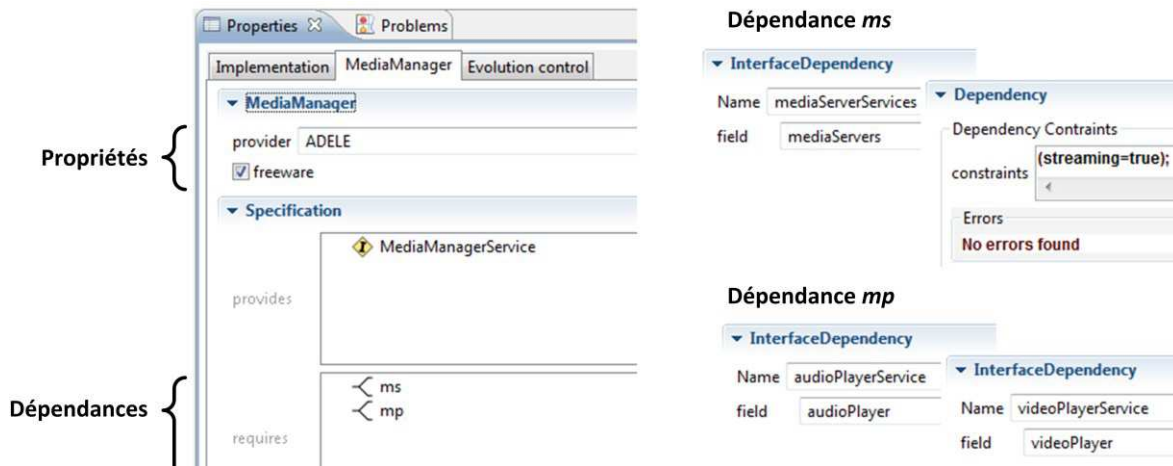 Properties
Problems
Implementation
MediaManager
Evolution control
MediaManager
Propriétés
provider ADELE
freeware
Specification
MediaManagerService
provides
Dépendances
ms
mp
requires
Dépendance ms
InterfaceDependency
Name mediaServerServices
field mediaServers
Dependency
Dependency Contraints
constraints (streaming=true);
Errors
No errors found
Dépendance mp
InterfaceDependency
Name audioPlayerService
field audioPlayer
InterfaceDependency
Name videoPlayerService
field videoPlayer